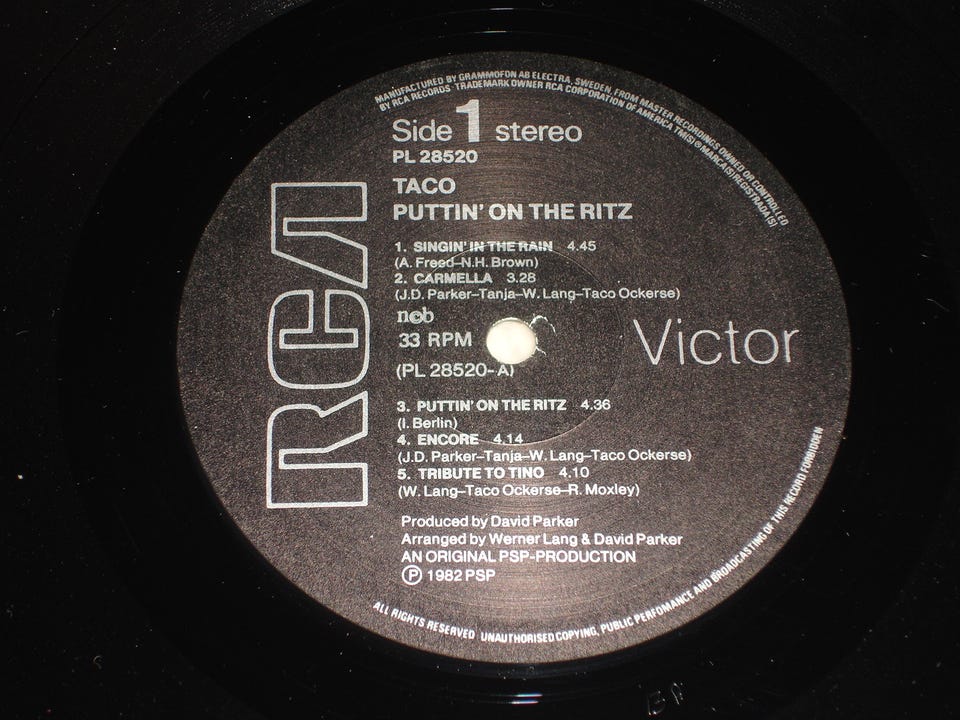 MANUFACTURED BY GRAMMOFON AB ELECTRA, SWEDEN, FROM MASTER RECORDINGS OWNED OR CONTROLLED
BY RCA RECORDS · TRADEMARK OWNER RCA CORPORATION OF AMERICA TM(S)® MARCA(S) REGISTRADA(S)
Side 1 stereo
PL 28520
TACO
PUTTIN' ON THE RITZ
RCA
1. SINGIN' IN THE RAIN 4.45
(A. Freed–N.H. Brown)
2. CARMELLA 3.28
(J.D. Parker–Tanja–W. Lang–Taco Ockerse)
ncb
33 RPM
Victor
(PL 28520-A)
3. PUTTIN' ON THE RITZ 4.36
(I. Berlin)
4. ENCORE 4.14
(J.D. Parker–Tanja–W. Lang–Taco Ockerse)
5. TRIBUTE TO TINO 4.10
(W. Lang–Taco Ockerse–R. Moxley)
Produced by David Parker
Arranged by Werner Lang & David Parker
AN ORIGINAL PSP-PRODUCTION
Ⓟ 1982 PSP
ALL RIGHTS RESERVED UNAUTHORISED COPYING, PUBLIC PERFOMANCE AND BROADCASTING OF THIS RECORD FORBIDDEN